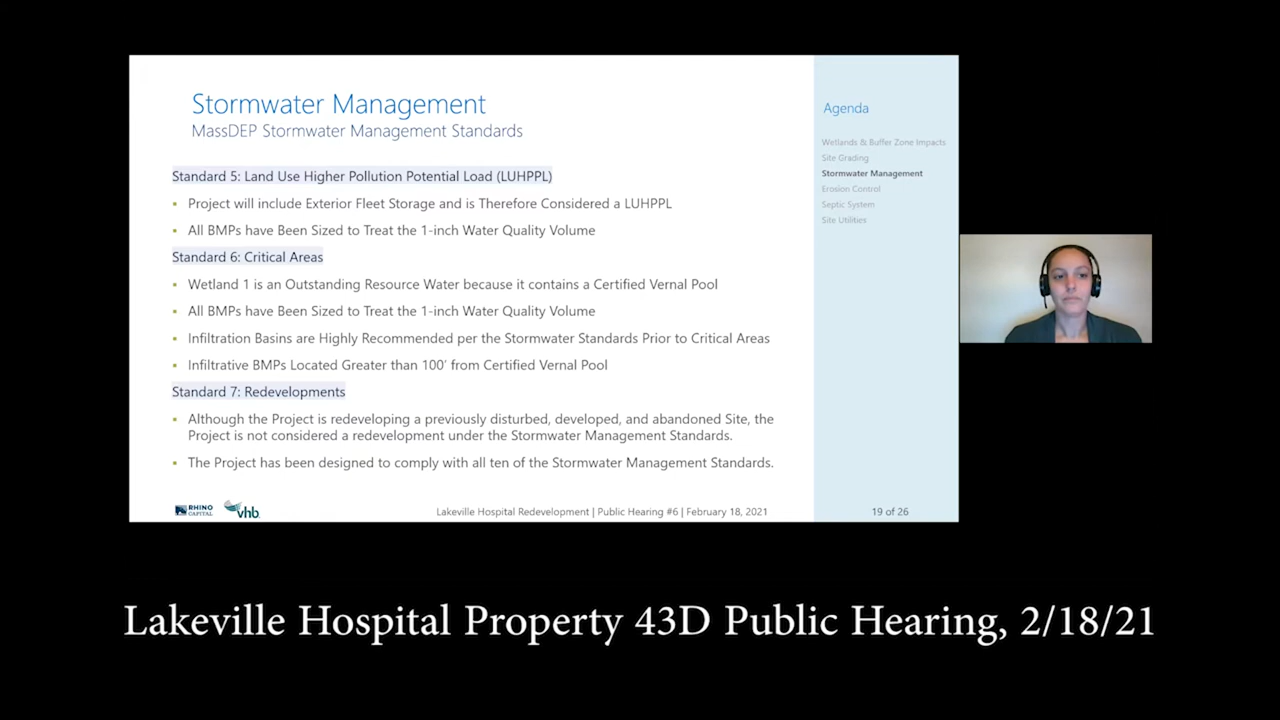 Stormwater Management
MassDEP Stormwater Management Standards
Standard 5: Land Use Higher Pollution Potential Load (LUHPPL)
▪ Project will include Exterior Fleet Storage and is Therefore Considered a LUHPPL
▪ All BMPs have Been Sized to Treat the 1-inch Water Quality Volume
Standard 6: Critical Areas
▪ Wetland 1 is an Outstanding Resource Water because it contains a Certified Vernal Pool
▪ All BMPs have Been Sized to Treat the 1-inch Water Quality Volume
▪ Infiltration Basins are Highly Recommended per the Stormwater Standards Prior to Critical Areas
▪ Infiltrative BMPs Located Greater than 100' from Certified Vernal Pool
Standard 7: Redevelopments
▪ Although the Project is redeveloping a previously disturbed, developed, and abandoned Site, the
Project is not considered a redevelopment under the Stormwater Management Standards.
▪ The Project has been designed to comply with all ten of the Stormwater Management Standards.
RHINO
CAPITAL
vhb
Lakeville Hospital Redevelopment | Public Hearing #6 | February 18, 2021
Agenda
Wetlands & Buffer Zone Impacts
Site Grading
Stormwater Management
Erosion Control
Septic System
Site Utilities
19 of 26
Lakeville Hospital Property 43D Public Hearing, 2/18/21